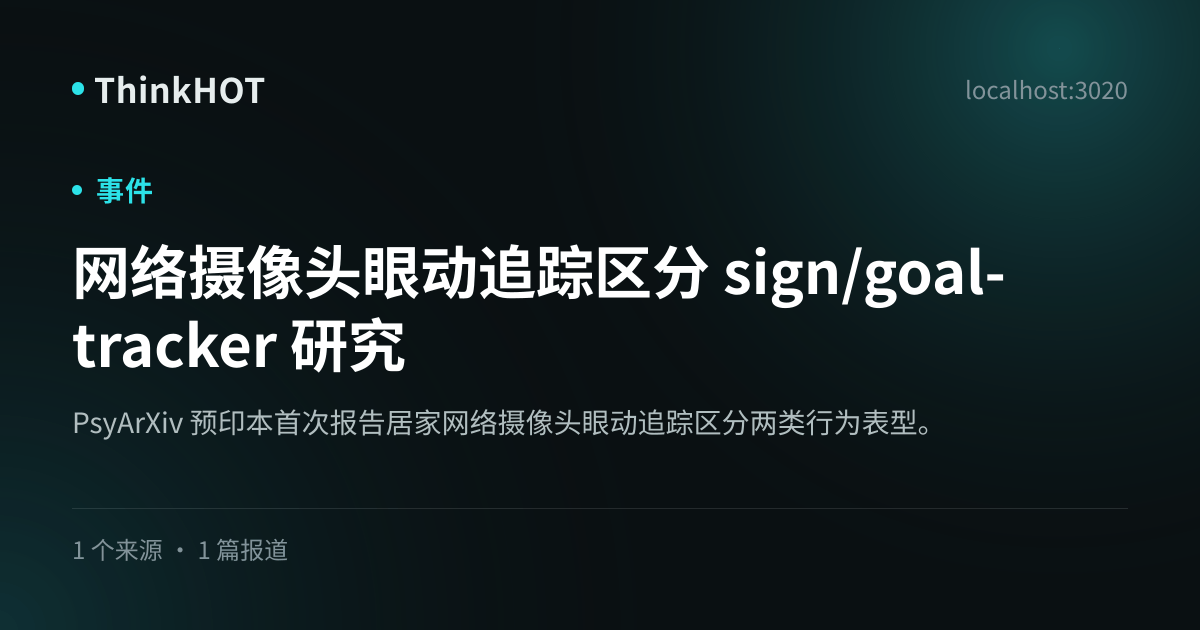 ThinkHOT
localhost:3020
事件
网络摄像头眼动追踪区分 sign/goal-
tracker 研究
PsyArXiv 预印本首次报告居家网络摄像头眼动追踪区分两类行为表型。
1 个来源 · 1 篇报道